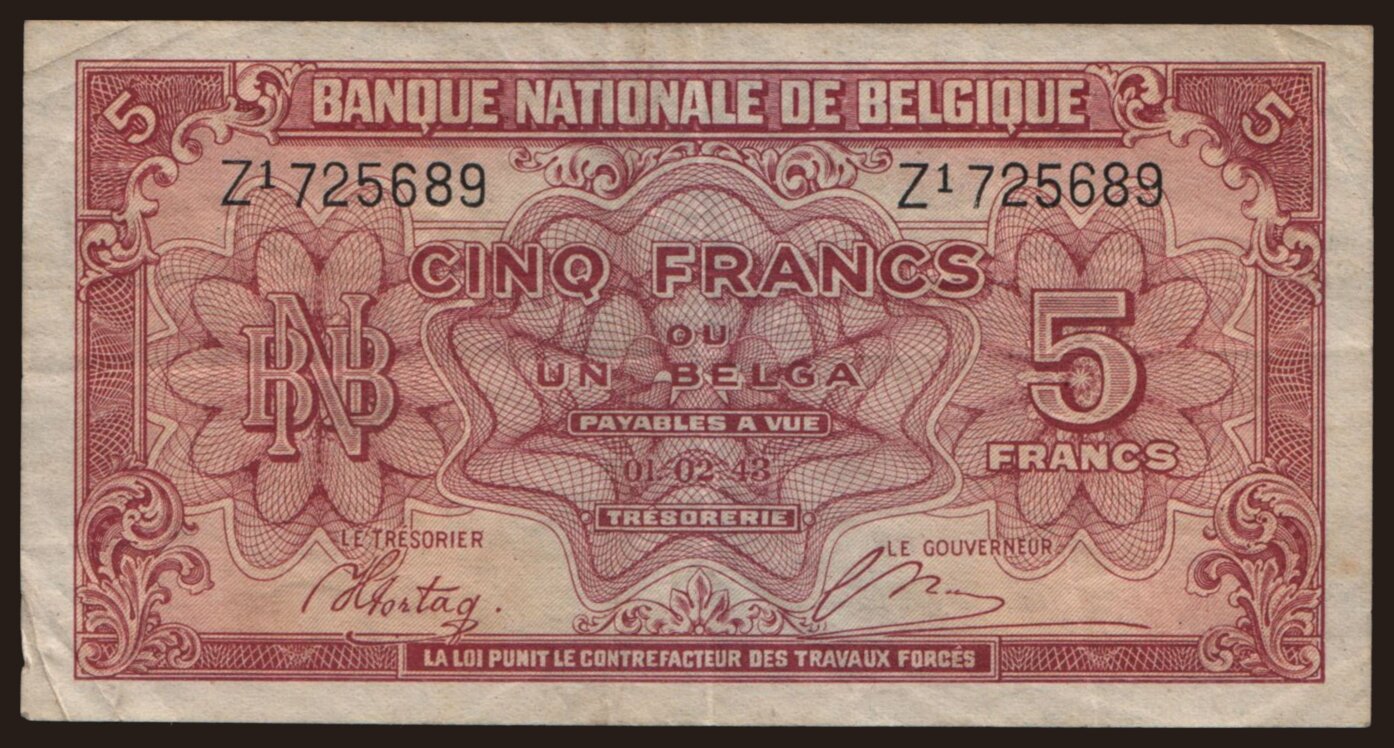 5 BANQUE NATIONALE DE BELGIQUE 5
Z1 725689 Z1 725689
CINQ FRANCS
OU
UN BELGA
BNB
5
FRANCS
PAYABLES A VUE
01-02-43
TRÉSORERIE
LE TRÉSORIER LE GOUVERNEUR
LA LOI PUNIT LE CONTREFACTEUR DES TRAVAUX FORCÉS